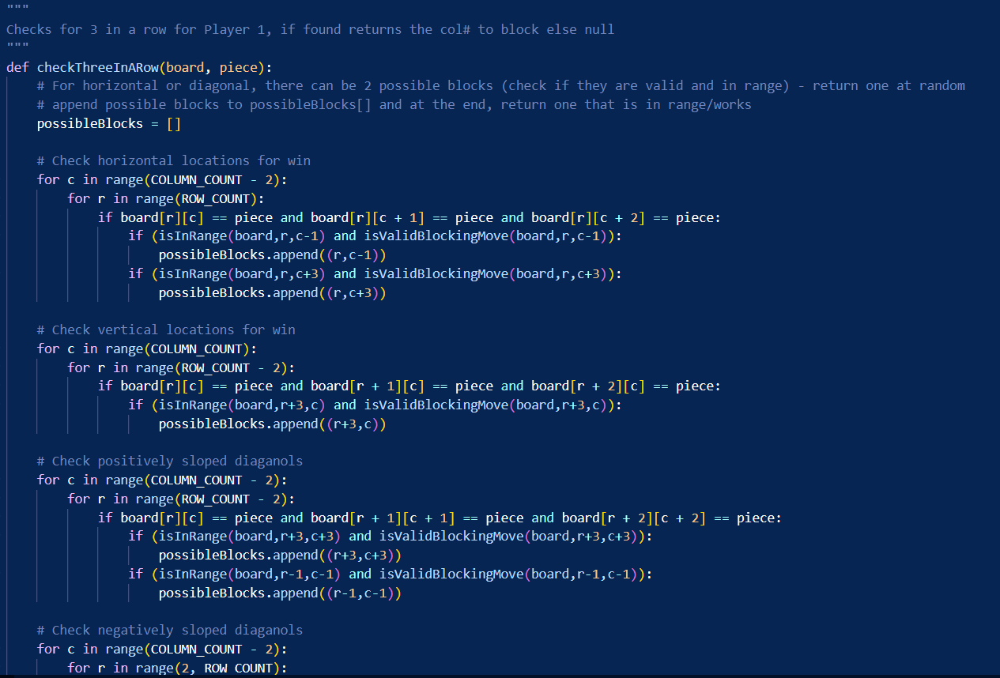 """
Checks for 3 in a row for Player 1, if found returns the col# to block else null
"""
def checkThreeInARow(board, piece):
    # For horizontal or diagonal, there can be 2 possible blocks (check if they are valid and in range) - return one at random
    # append possible blocks to possibleBlocks[] and at the end, return one that is in range/works
    possibleBlocks = []

    # Check horizontal locations for win
    for c in range(COLUMN_COUNT - 2):
        for r in range(ROW_COUNT):
            if board[r][c] == piece and board[r][c + 1] == piece and board[r][c + 2] == piece:
                if (isInRange(board,r,c-1) and isValidBlockingMove(board,r,c-1)):
                    possibleBlocks.append((r,c-1))
                if (isInRange(board,r,c+3) and isValidBlockingMove(board,r,c+3)):
                    possibleBlocks.append((r,c+3))

    # Check vertical locations for win
    for c in range(COLUMN_COUNT):
        for r in range(ROW_COUNT - 2):
            if board[r][c] == piece and board[r + 1][c] == piece and board[r + 2][c] == piece:
                if (isInRange(board,r+3,c) and isValidBlockingMove(board,r+3,c)):
                    possibleBlocks.append((r+3,c))

    # Check positively sloped diaganols
    for c in range(COLUMN_COUNT - 2):
        for r in range(ROW_COUNT - 2):
            if board[r][c] == piece and board[r + 1][c + 1] == piece and board[r + 2][c + 2] == piece:
                if (isInRange(board,r+3,c+3) and isValidBlockingMove(board,r+3,c+3)):
                    possibleBlocks.append((r+3,c+3))
                if (isInRange(board,r-1,c-1) and isValidBlockingMove(board,r-1,c-1)):
                    possibleBlocks.append((r-1,c-1))

    # Check negatively sloped diaganols
    for c in range(COLUMN_COUNT - 2):
        for r in range(2, ROW_COUNT):